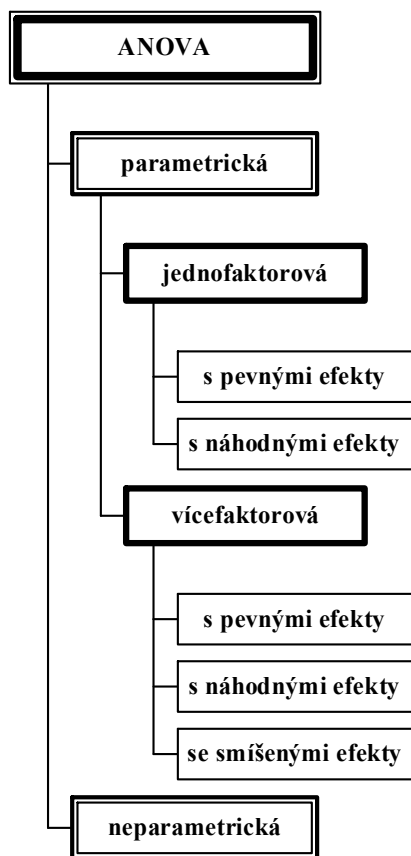 ANOVA
parametrická
jednofaktorová
s pevnými efekty
s náhodnými efekty
vícefaktorová
s pevnými efekty
s náhodnými efekty
se smíšenými efekty
neparametrická